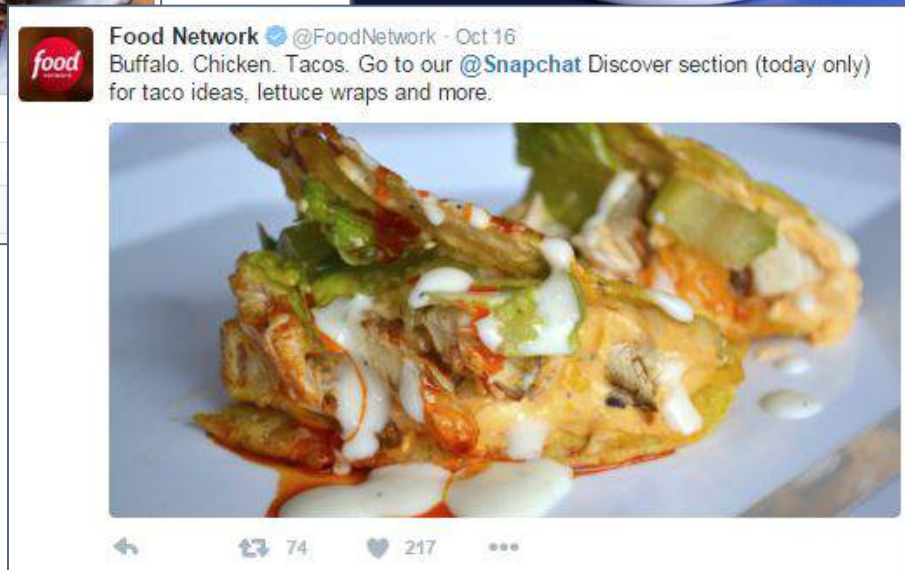 Food Network @FoodNetwork · Oct 16
food
NETWORK
Buffalo. Chicken. Tacos. Go to our @Snapchat Discover section (today only)
for taco ideas, lettuce wraps and more.
74 217